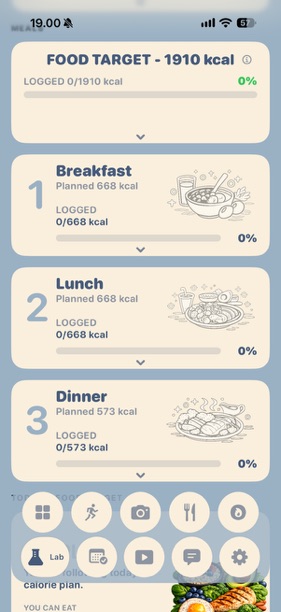 19.00
57
MEALS
FOOD TARGET - 1910 kcal
LOGGED 0/1910 kcal
0%
1
Breakfast
Planned 668 kcal
LOGGED
0/668 kcal
0%
2
Lunch
Planned 668 kcal
LOGGED
0/668 kcal
0%
3
Dinner
Planned 573 kcal
LOGGED
0/573 kcal
0%
Lab
calorie plan.
YOU CAN EAT